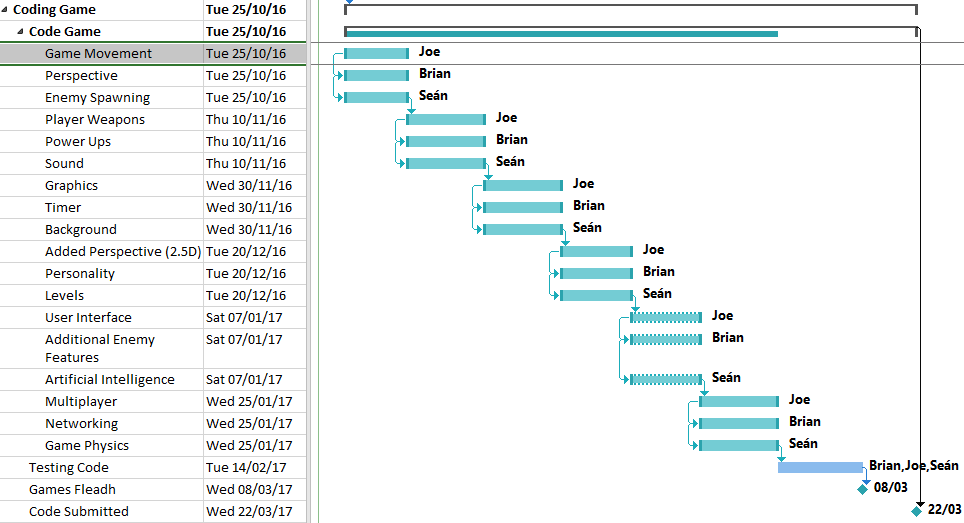 Coding Game Tue 25/10/16
Code Game Tue 25/10/16
Game Movement Tue 25/10/16 Joe
Perspective Tue 25/10/16 Brian
Enemy Spawning Tue 25/10/16 Seán
Player Weapons Thu 10/11/16 Joe
Power Ups Thu 10/11/16 Brian
Sound Thu 10/11/16 Seán
Graphics Wed 30/11/16 Joe
Timer Wed 30/11/16 Brian
Background Wed 30/11/16 Seán
Added Perspective (2.5D) Tue 20/12/16 Joe
Personality Tue 20/12/16 Brian
Levels Tue 20/12/16 Seán
User Interface Sat 07/01/17 Joe
Additional Enemy Sat 07/01/17 Brian
Features
Artificial Intelligence Sat 07/01/17 Seán
Multiplayer Wed 25/01/17 Joe
Networking Wed 25/01/17 Brian
Game Physics Wed 25/01/17 Seán
Testing Code Tue 14/02/17 Brian,Joe,Seán
Games Fleadh Wed 08/03/17 08/03
Code Submitted Wed 22/03/17 22/03